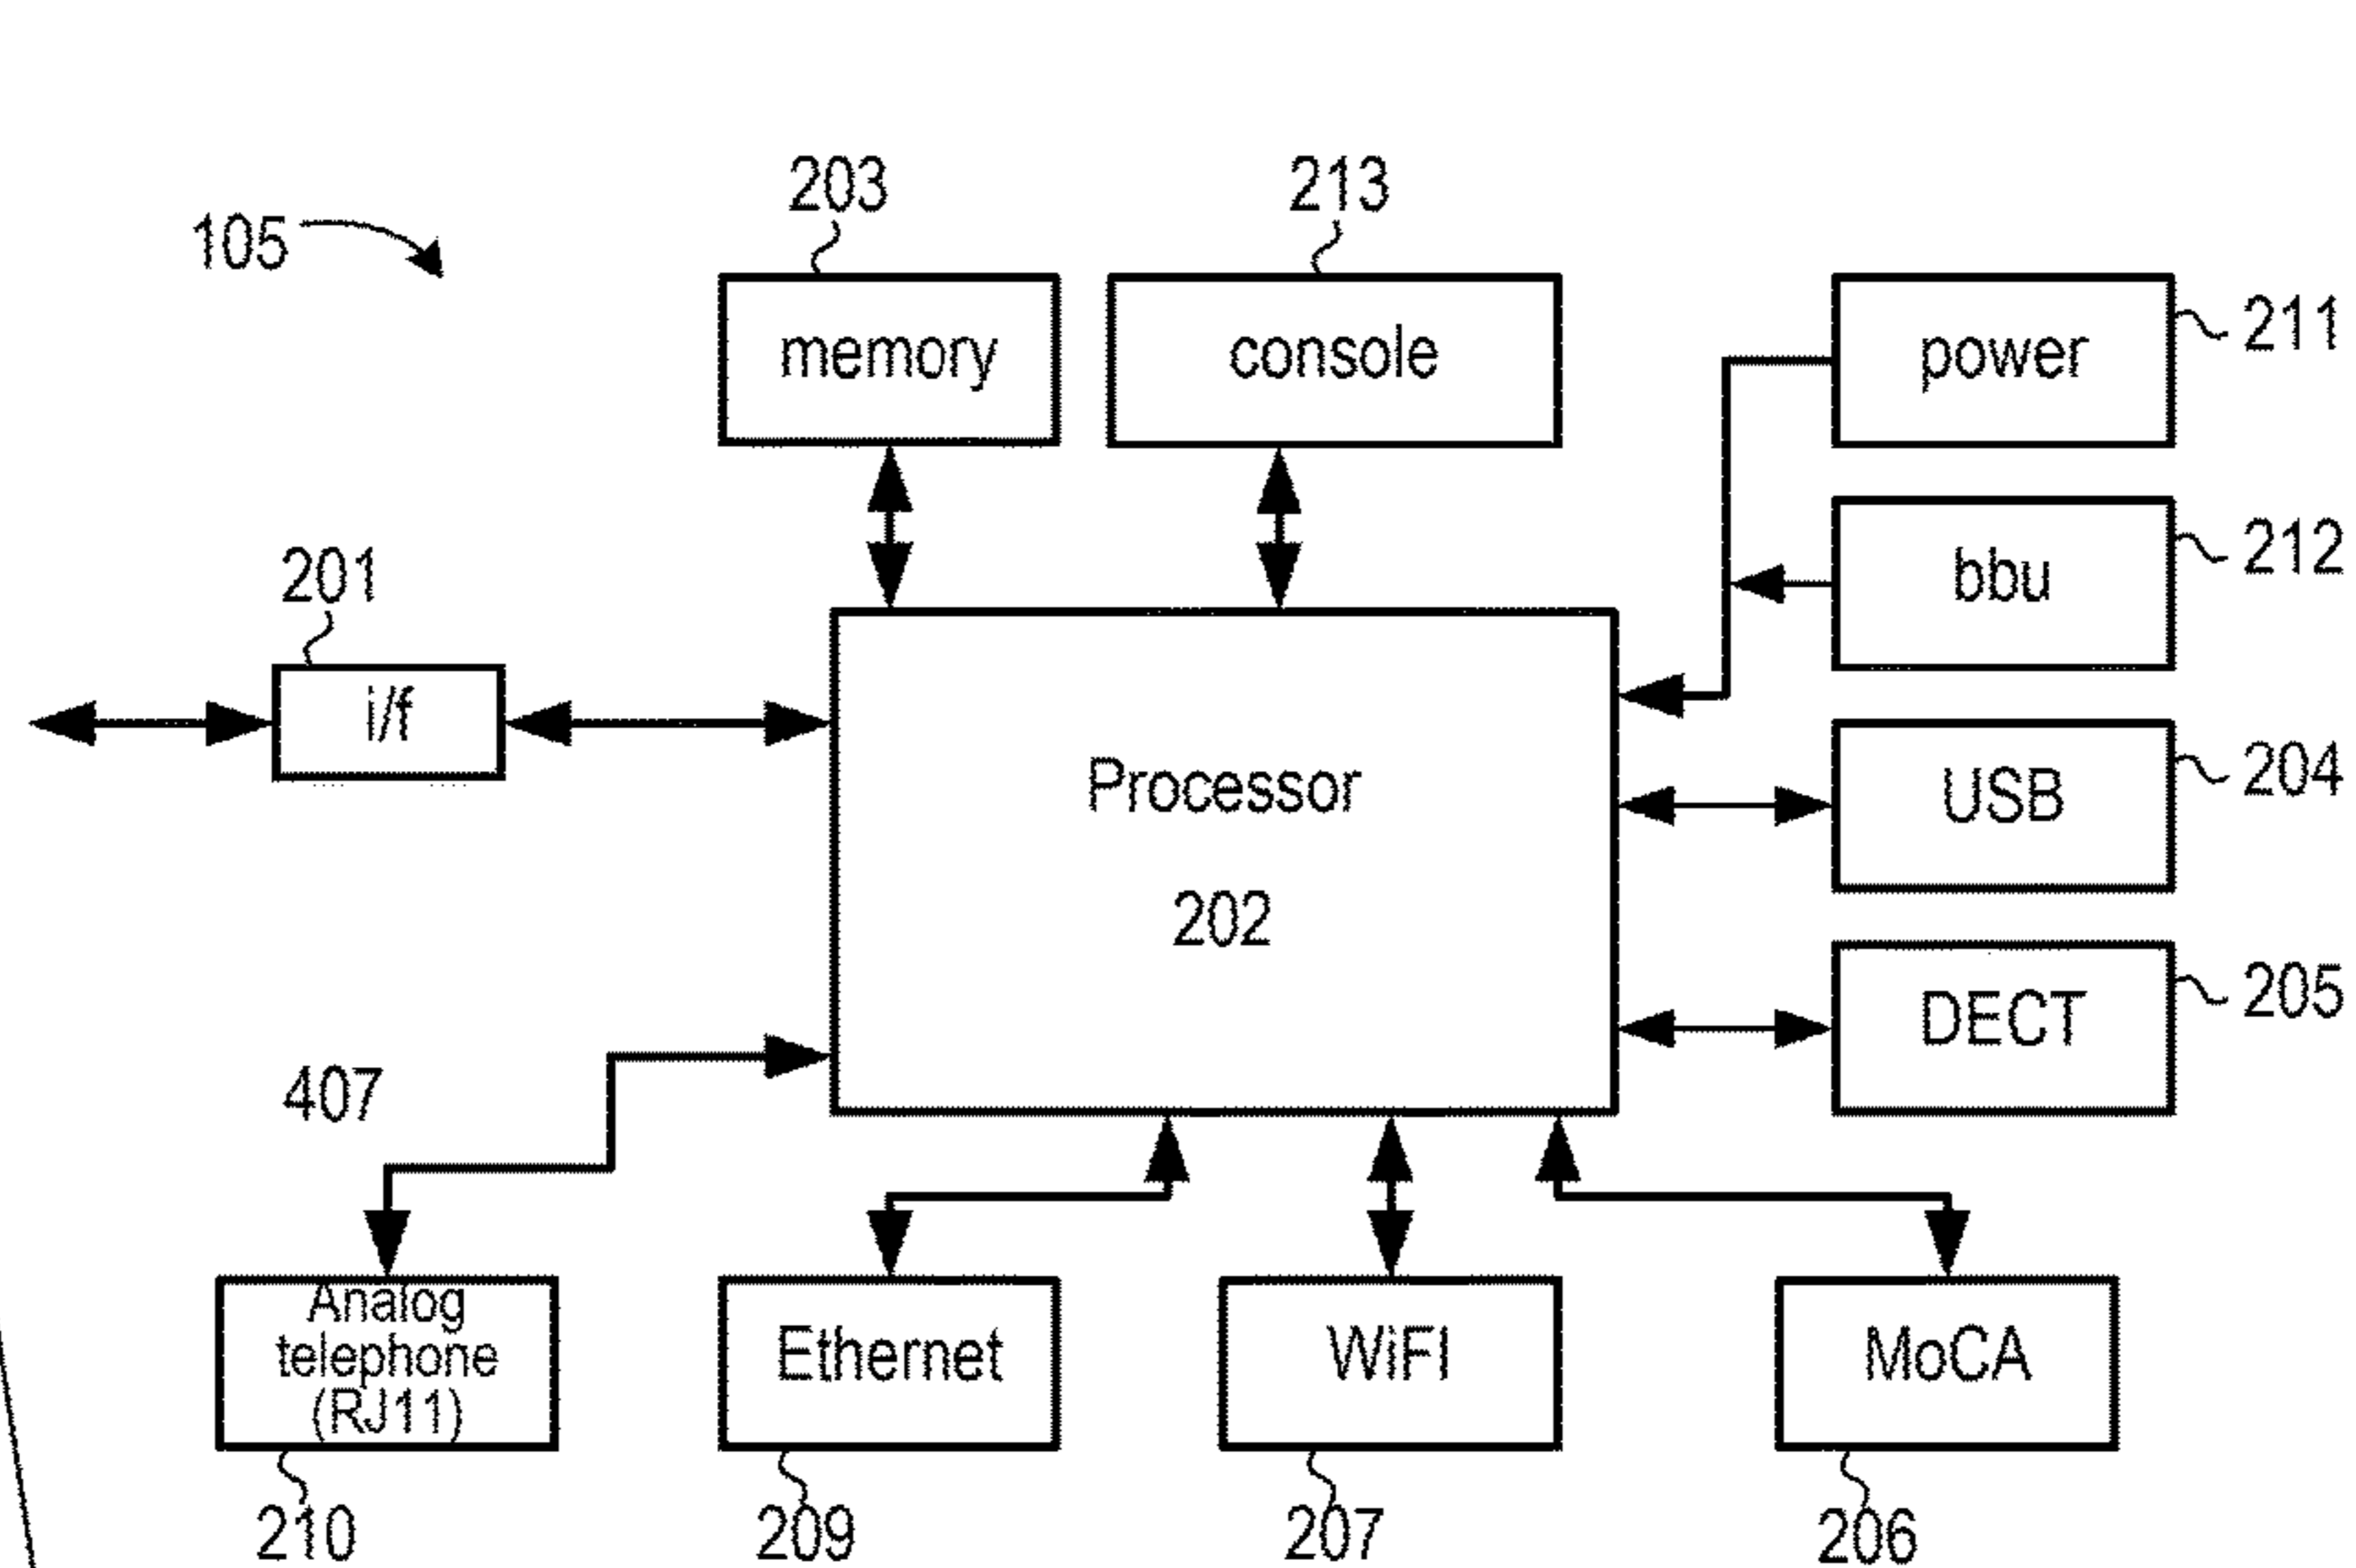 203
213
105
memory
console
power
211
201
bbu
212
i/f
Processor
202
USB
204
DECT
205
407
Analog
telephone
(RJ11)
Ethernet
WiFI
MoCA
210
209
207
206